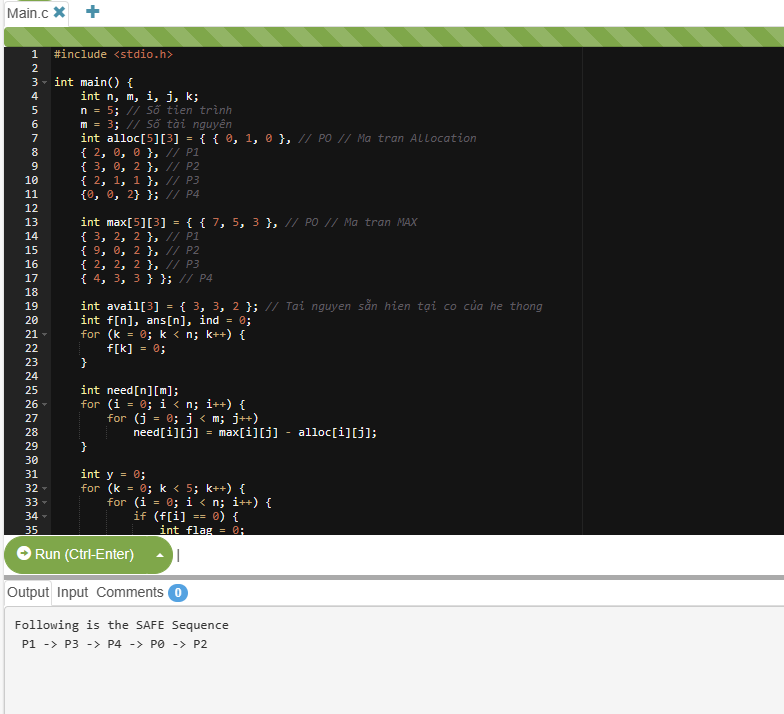 Main.c
1 #include <stdio.h>
2
3 int main() {
4 int n, m, i, j, k;
5 n = 5; // Số tien trình
6 m = 3; // Số tài nguyên
7 int alloc[5][3] = { { 0, 1, 0 }, // P0 // Ma tran Allocation
8 { 2, 0, 0 }, // P1
9 { 3, 0, 2 }, // P2
10 { 2, 1, 1 }, // P3
11 {0, 0, 2} }; // P4
12
13 int max[5][3] = { { 7, 5, 3 }, // P0 // Ma tran MAX
14 { 3, 2, 2 }, // P1
15 { 9, 0, 2 }, // P2
16 { 2, 2, 2 }, // P3
17 { 4, 3, 3 } }; // P4
18
19 int avail[3] = { 3, 3, 2 }; // Tai nguyen sẵn hien tại co của he thong
20 int f[n], ans[n], ind = 0;
21 for (k = 0; k < n; k++) {
22 f[k] = 0;
23 }
24
25 int need[n][m];
26 for (i = 0; i < n; i++) {
27 for (j = 0; j < m; j++)
28 need[i][j] = max[i][j] - alloc[i][j];
29 }
30
31 int y = 0;
32 for (k = 0; k < 5; k++) {
33 for (i = 0; i < n; i++) {
34 if (f[i] == 0) {
35 int flag = 0;
Run (Ctrl-Enter)
Output Input Comments 0
Following is the SAFE Sequence
P1 -> P3 -> P4 -> P0 -> P2